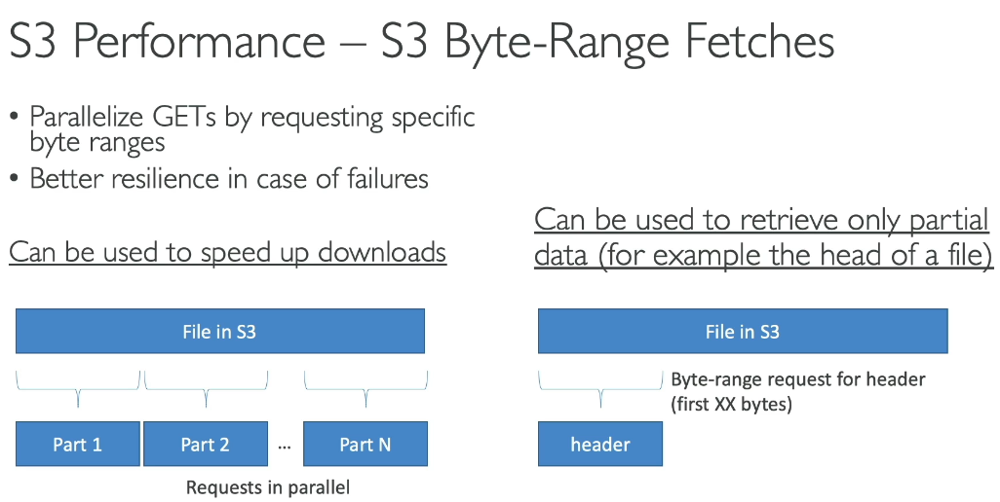 S3 Performance – S3 Byte-Range Fetches
• Parallelize GETs by requesting specific
byte ranges
• Better resilience in case of failures
Can be used to speed up downloads
File in S3
Part 1
Part 2
...
Part N
Requests in parallel
Can be used to retrieve only partial
data (for example the head of a file)
File in S3
Byte-range request for header
(first XX bytes)
header